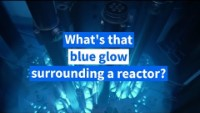 What's that
blue glow
surrounding a reactor?